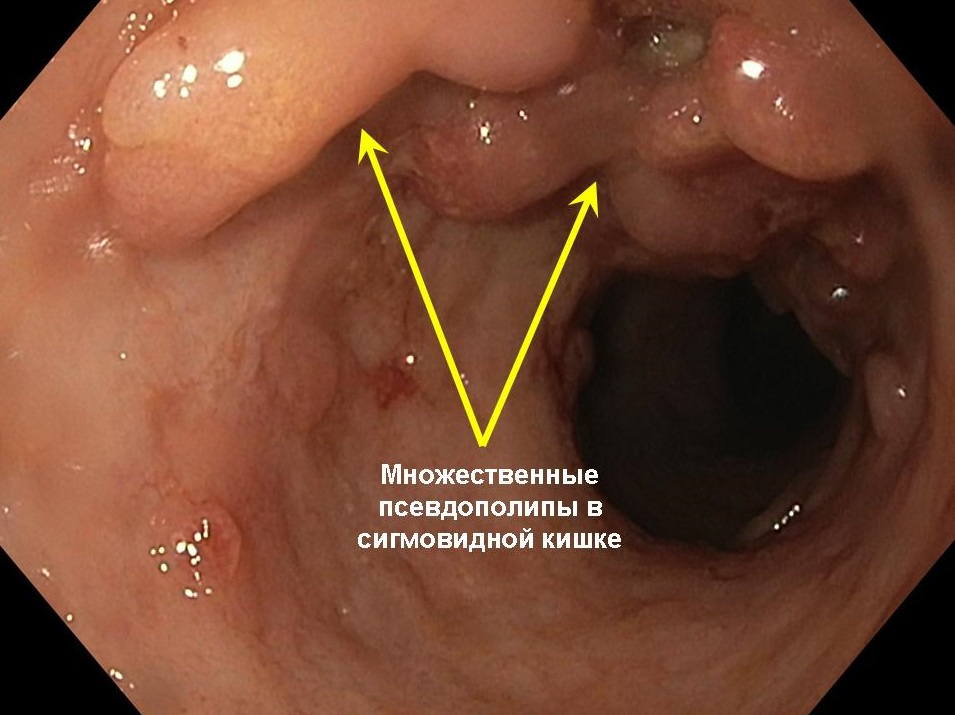 Множественные
псевдополипы в
сигмовидной кишке